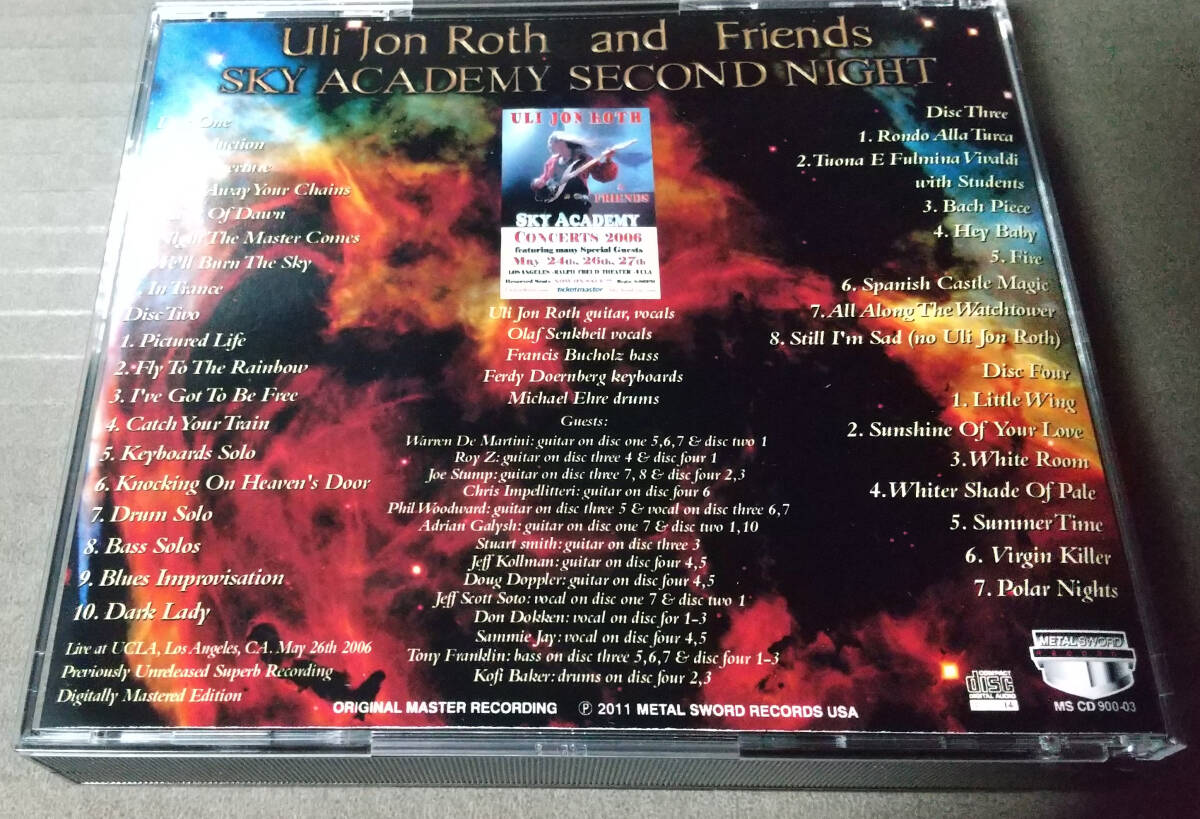 Uli Jon Roth and Friends
SKY ACADEMY SECOND NIGHT
One
Away Your Chains
Of Dawn
The Master Comes
We'll Burn The Sky
In Trance
Disc Two
1. Pictured Life
2. Fly To The Rainbow
3. I've Got To Be Free
4. Catch Your Train
5. Keyboards Solo
6. Knocking On Heaven's Door
7. Drum Solo
8. Bass Solos
9. Blues Improvisation
10. Dark Lady
Live at UCLA, Los Angeles, CA. May 26th 2006
Previously Unreleased Superb Recording
Digitally Mastered Edition
ULI JON ROTH
& FRIENDS
SKY ACADEMY
CONCERTS 2006
featuring many Special Guests
May 24th, 26th, 27th
LOS ANGELES - RALPH FREUD THEATER - UCLA
ticketmaster
Uli Jon Roth guitar, vocals
Olaf Senkbeil vocals
Francis Bucholz bass
Ferdy Doernberg keyboards
Michael Ehre drums
Guests:
Warren De Martini: guitar on disc one 5,6,7 & disc two 1
Roy Z: guitar on disc three 4 & disc four 1
Joe Stump: guitar on disc three 7, 8 & disc four 2,3
Chris Impellitteri: guitar on disc four 6
Phil Woodward: guitar on disc three 5 & vocal on disc three 6,7
Adrian Galysh: guitar on disc one 7 & disc two 1,10
Stuart smith: guitar on disc three 3
Jeff Kollman: guitar on disc four 4,5
Doug Doppler: guitar on disc four 4,5
Jeff Scott Soto: vocal on disc one 7 & disc two 1
Don Dokken: vocal on disc for 1-3
Sammie Jay: vocal on disc four 4,5
Tony Franklin: bass on disc three 5,6,7 & disc four 1-3
Kofi Baker: drums on disc four 2,3
Disc Three
1. Rondo Alla Turca
2. Tuona E Fulmina Vivaldi
with Students
3. Bach Piece
4. Hey Baby
5. Fire
6. Spanish Castle Magic
7. All Along The Watchtower
8. Still I'm Sad (no Uli Jon Roth)
Disc Four
1. Little Wing
2. Sunshine Of Your Love
3. White Room
4. Whiter Shade Of Pale
5. Summer Time
6. Virgin Killer
7. Polar Nights
ORIGINAL MASTER RECORDING ℗ 2011 METAL SWORD RECORDS USA
COMPACT
disc
DIGITAL AUDIO
14
METAL SWORD
RECORDS
MS CD 900-03